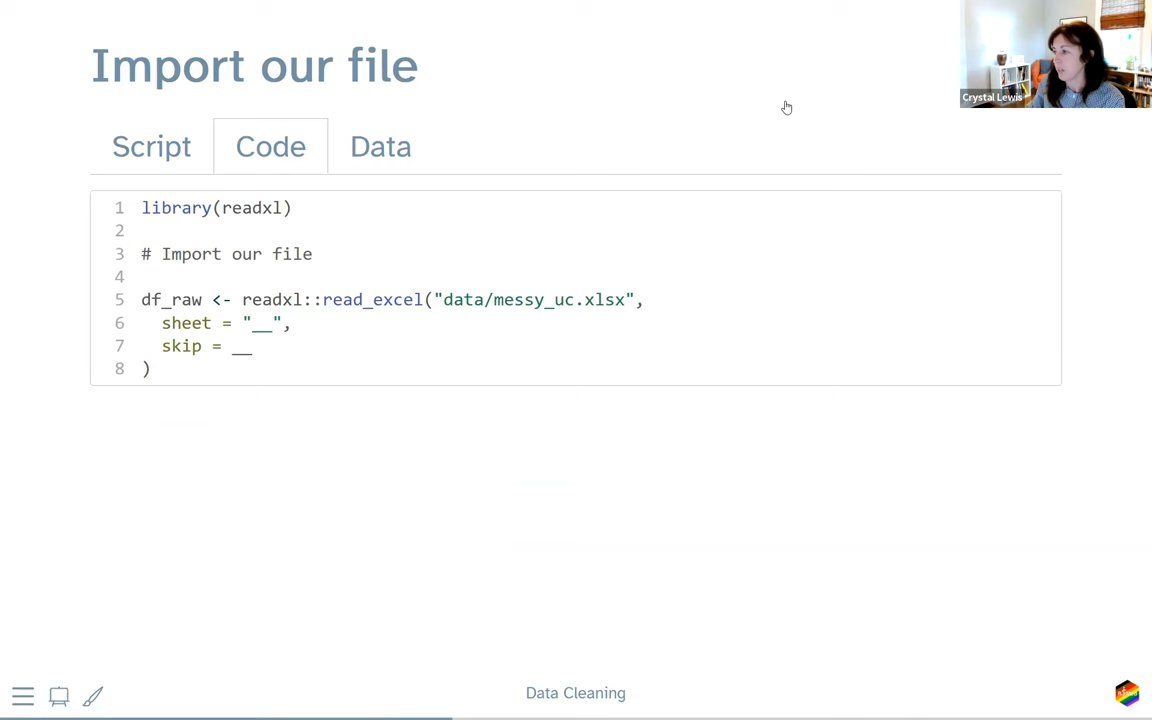 Import our file
Crystal Lewis
Script
Code
Data
1 library(readxl)
2
3 # Import our file
4
5 df_raw <- readxl::read_excel("data/messy_uc.xlsx",
6   sheet = "__",
7   skip = __
8 )
Data Cleaning